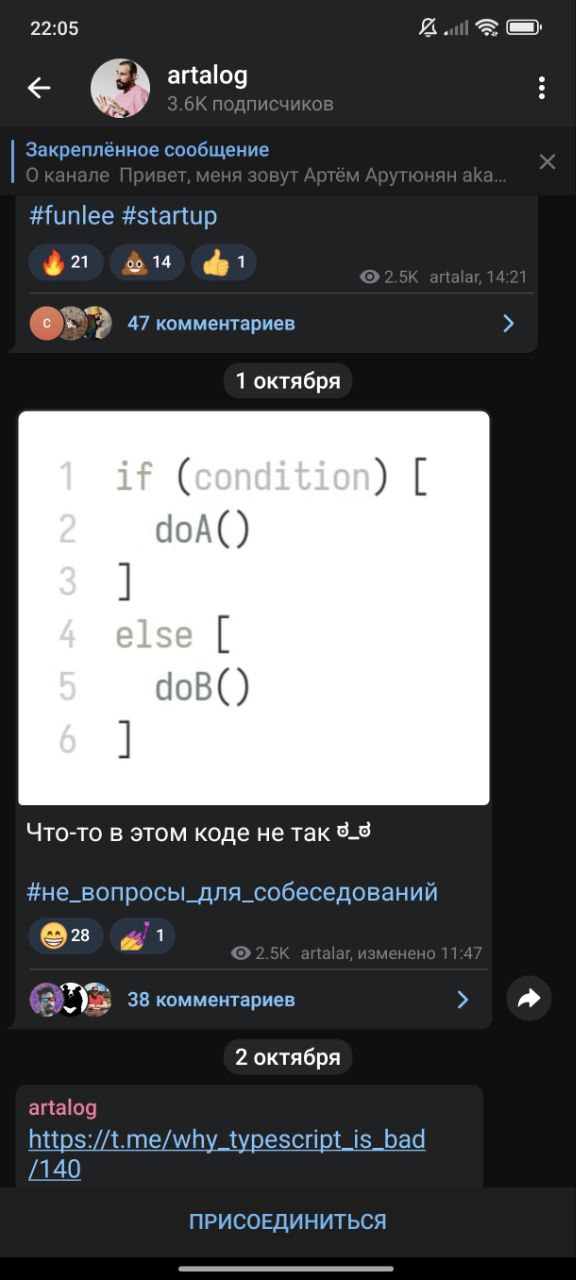 22:05
artalog
3.6K подписчиков
Закреплённое сообщение
О канале Привет, меня зовут Артём Арутюнян aka...
#funlee #startup
21 14 1
2.5K artalar, 14:21
C
47 комментариев
1 октября
1 if (condition) [
2 doA()
3 ]
4 else [
5 doB()
6 ]
Что-то в этом коде не так ಠ_ಠ
#не_вопросы_для_собеседований
28 1
2.5K artalar, изменено 11:47
38 комментариев
2 октября
artalog
https://t.me/why_typescript_is_bad
/140
ПРИСОЕДИНИТЬСЯ